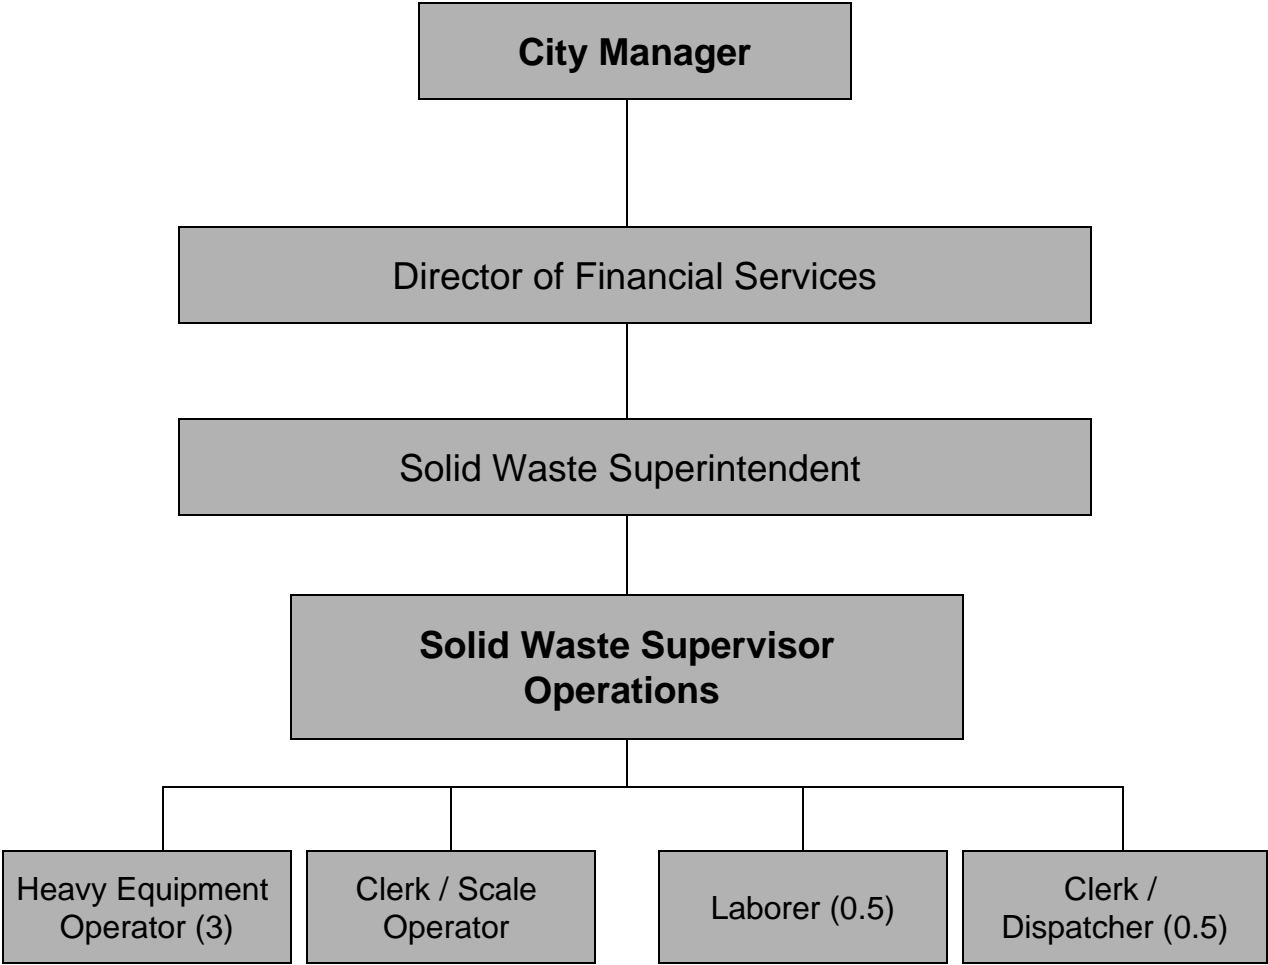 City Manager
Director of Financial Services
Solid Waste Superintendent
Solid Waste Supervisor
Operations
Heavy Equipment
Operator (3)
Clerk / Scale
Operator
Laborer (0.5)
Clerk /
Dispatcher (0.5)